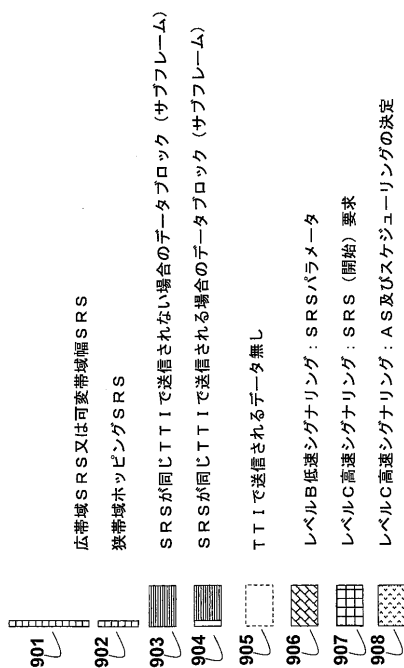 901 広帯域SRS又は可変帯域幅SRS
902 狭帯域ホッピングSRS
903 SRSが同じTTIで送信されない場合のデータブロック(サブフレーム)
904 SRSが同じTTIで送信される場合のデータブロック(サブフレーム)
905 TTIで送信されるデータ無し
906 レベルB低速シグナリング:SRSパラメータ
907 レベルC高速シグナリング:SRS(開始)要求
908 レベルC高速シグナリング:AS及びスケジューリングの決定